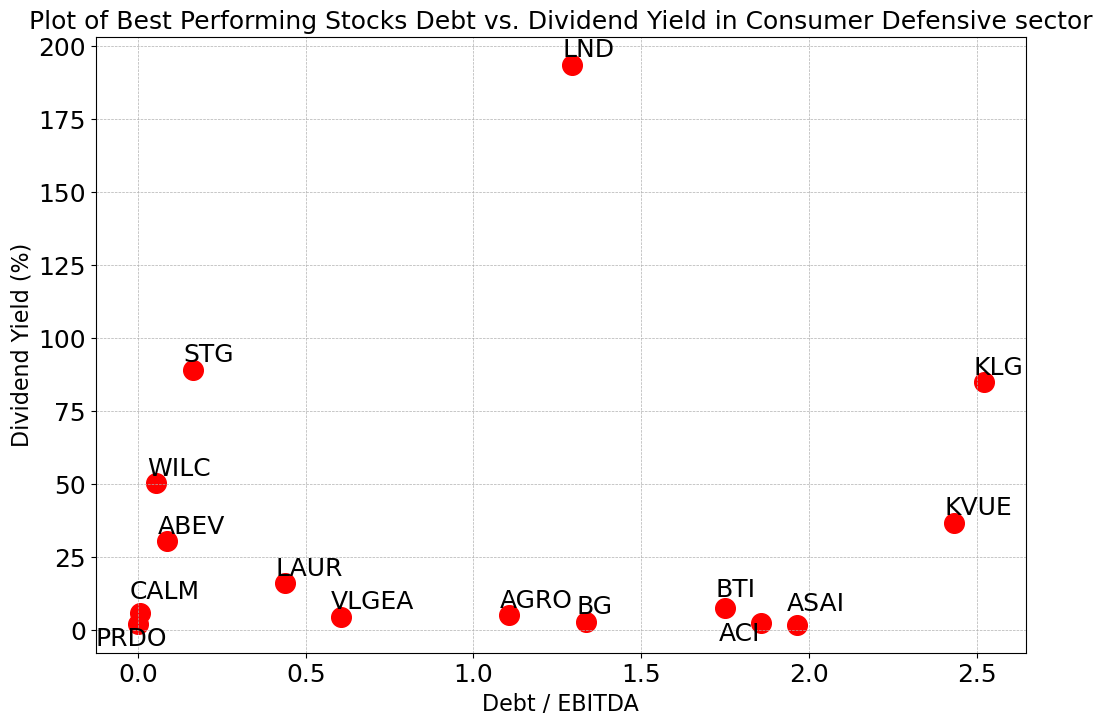 Plot of Best Performing Stocks Debt vs. Dividend Yield in Consumer Defensive sector
Dividend Yield (%)
200
175
150
125
100
75
50
25
0
LND
STG
KLG
WILC
KVUE
ABEV
LAUR
CALM
VLGEA
AGRO
BG
BTI
ASAI
ACI
PRDO
0.0
0.5
1.0
1.5
2.0
2.5
Debt / EBITDA